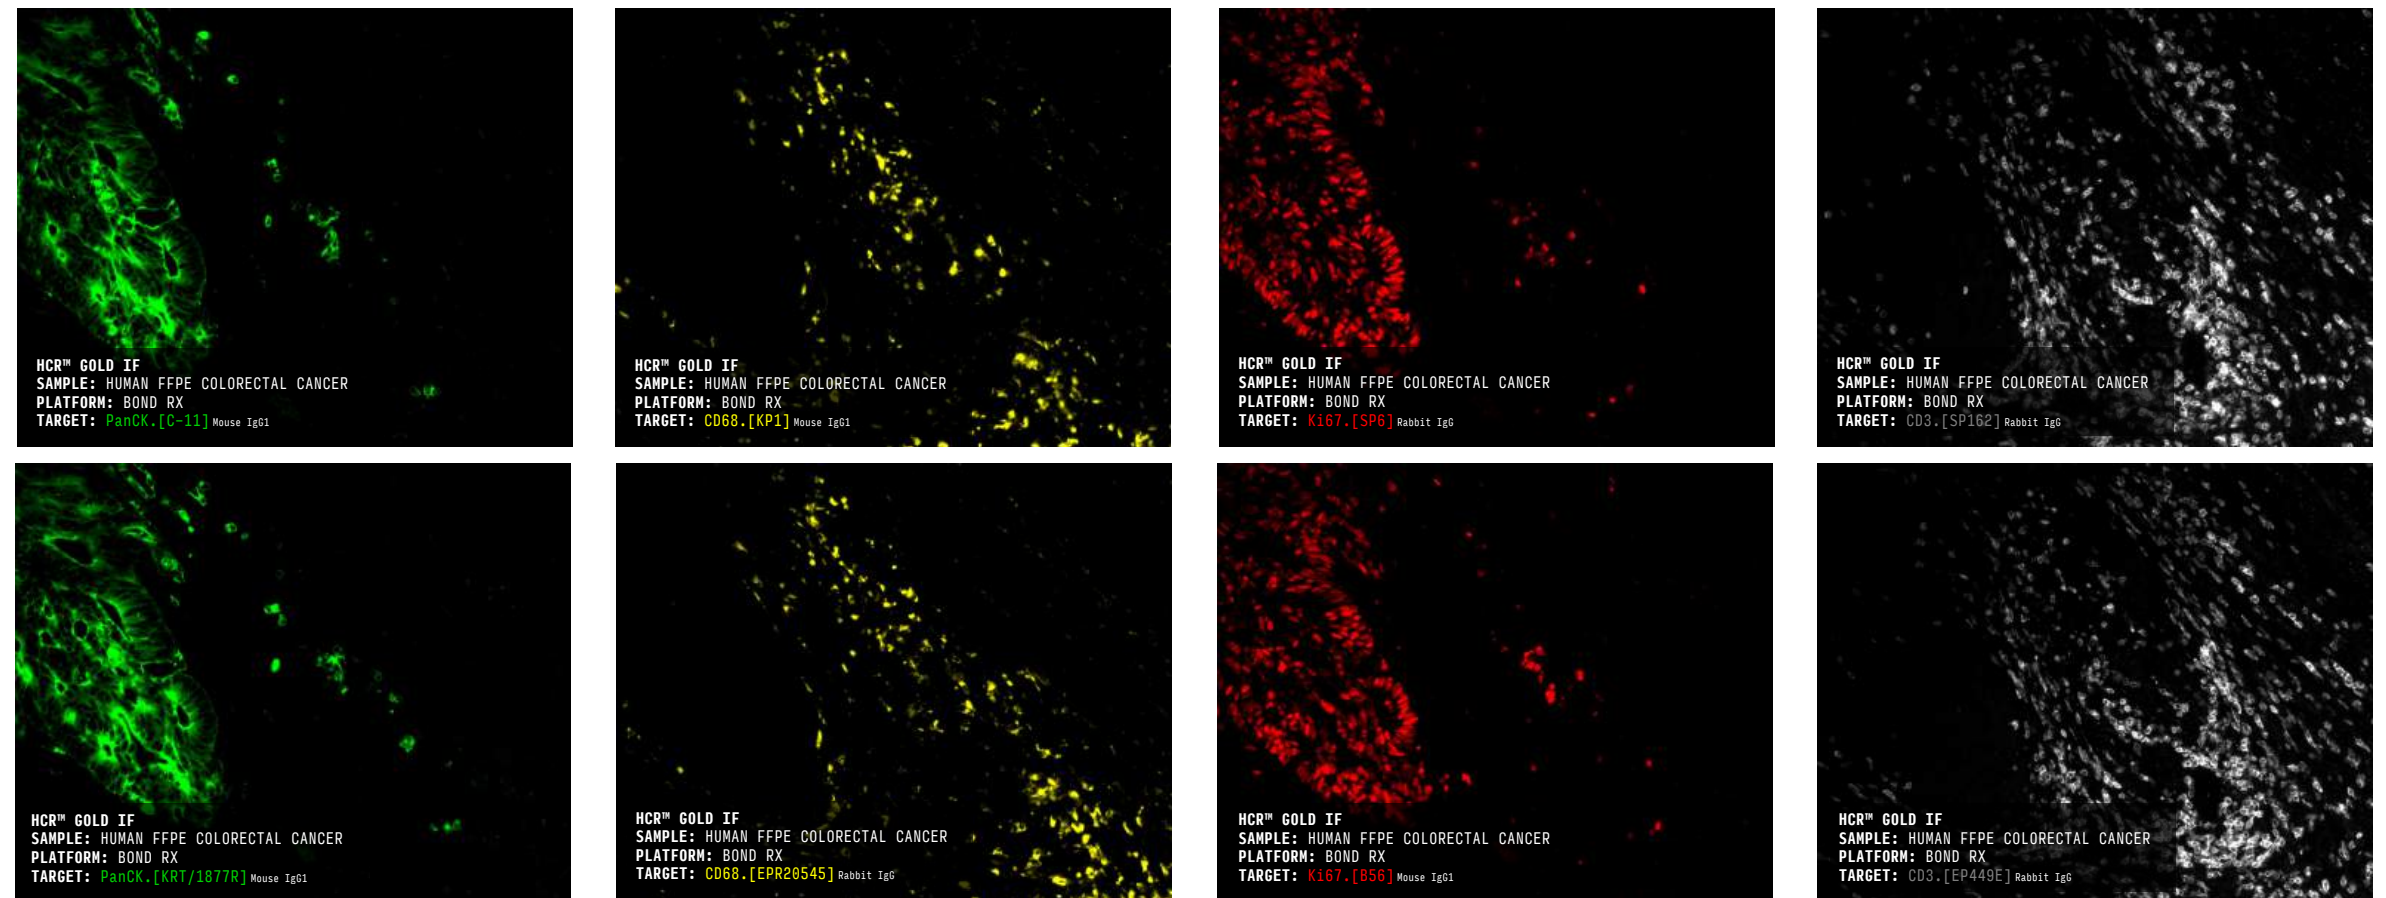 HCR™ GOLD IF
SAMPLE: HUMAN FFPE COLORECTAL CANCER
PLATFORM: BOND RX
TARGET: PanCK.[C-11] Mouse IgG1
HCR™ GOLD IF
SAMPLE: HUMAN FFPE COLORECTAL CANCER
PLATFORM: BOND RX
TARGET: CD68.[KP1] Mouse IgG1
HCR™ GOLD IF
SAMPLE: HUMAN FFPE COLORECTAL CANCER
PLATFORM: BOND RX
TARGET: Ki67.[SP6] Rabbit IgG
HCR™ GOLD IF
SAMPLE: HUMAN FFPE COLORECTAL CANCER
PLATFORM: BOND RX
TARGET: CD3.[SP162] Rabbit IgG
HCR™ GOLD IF
SAMPLE: HUMAN FFPE COLORECTAL CANCER
PLATFORM: BOND RX
TARGET: PanCK.[KRT/1877R] Mouse IgG1
HCR™ GOLD IF
SAMPLE: HUMAN FFPE COLORECTAL CANCER
PLATFORM: BOND RX
TARGET: CD68.[EPR20545] Rabbit IgG
HCR™ GOLD IF
SAMPLE: HUMAN FFPE COLORECTAL CANCER
PLATFORM: BOND RX
TARGET: Ki67.[B56] Mouse IgG1
HCR™ GOLD IF
SAMPLE: HUMAN FFPE COLORECTAL CANCER
PLATFORM: BOND RX
TARGET: CD3.[EP449E] Rabbit IgG